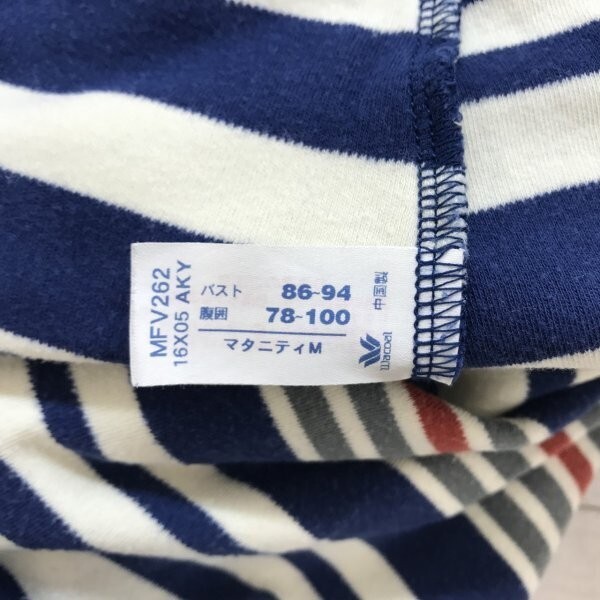 MFV262
16X05 AKY
バスト 86~94
腹囲 78~100
マタニティM
中国製
Wacoal